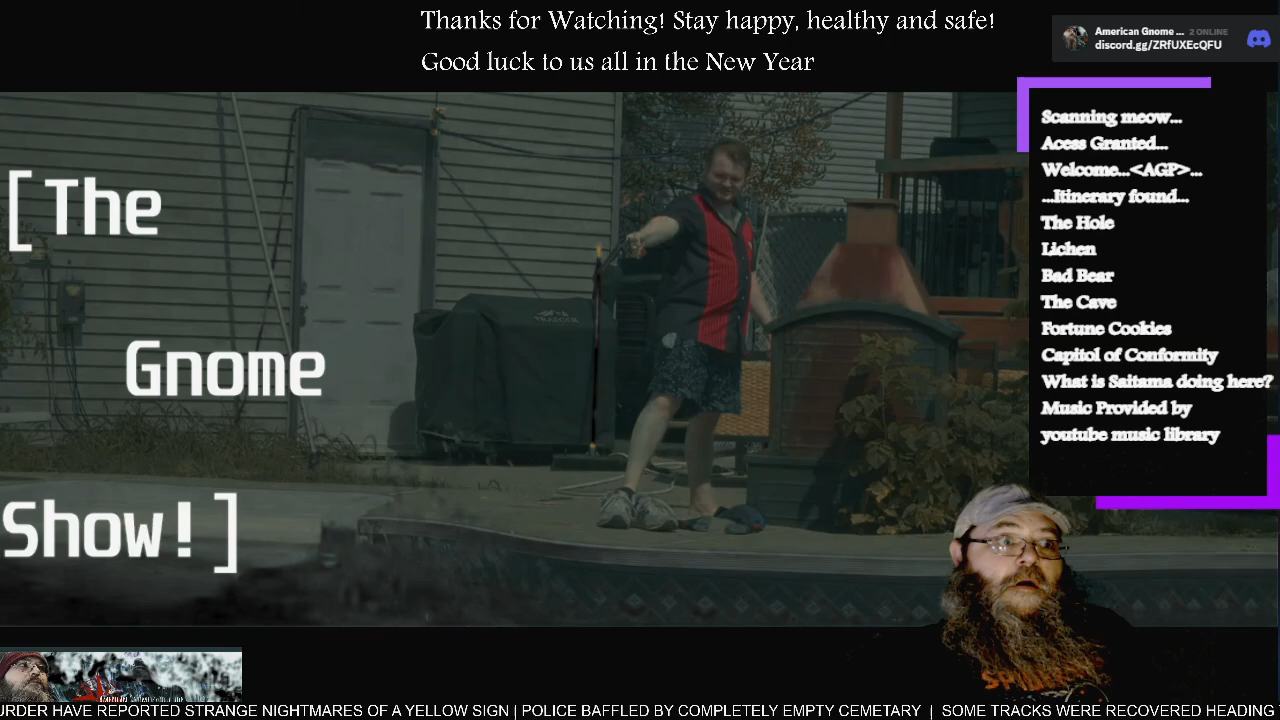 Thanks for Watching! Stay happy, healthy and safe!
Good luck to us all in the New Year
American Gnome ... 2 ONLINE
discord.gg/ZRfUXEcQFU
[The
Gnome
Show!]
Scanning meow...
Acess Granted...
Welcome...<AGP>...
...Itinerary found...
The Hole
Lichen
Bad Bear
The Cave
Fortune Cookies
Capitol of Conformity
What is Saitama doing here?
Music Provided by
youtube music library
TRAEGER
URDER HAVE REPORTED STRANGE NIGHTMARES OF A YELLOW SIGN | POLICE BAFFLED BY COMPLETELY EMPTY CEMETARY | SOME TRACKS WERE RECOVERED HEADING